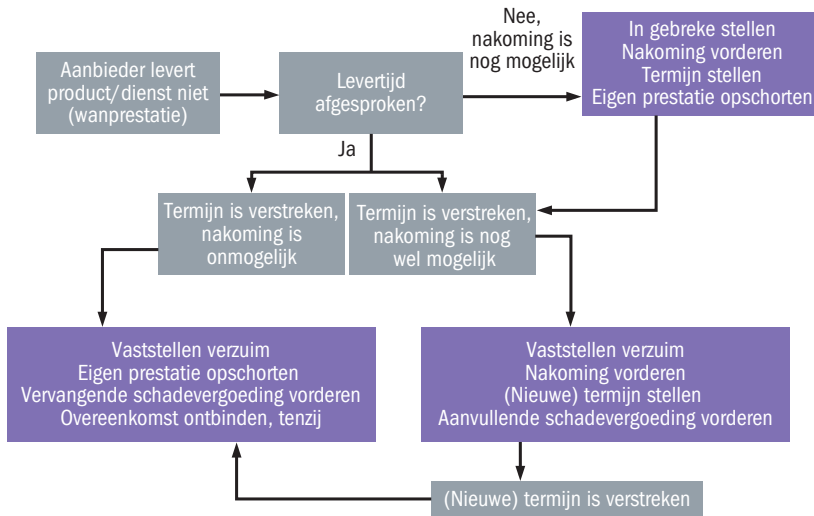 Aanbieder levert
product/dienst niet
(wanprestatie)
Levertijd
afgesproken?
Nee,
nakoming is
nog mogelijk
In gebreke stellen
Nakoming vorderen
Termijn stellen
Eigen prestatie opschorten
Ja
Termijn is verstreken,
nakoming is
onmogelijk
Termijn is verstreken,
nakoming is nog
wel mogelijk
Vaststellen verzuim
Eigen prestatie opschorten
Vervangende schadevergoeding vorderen
Overeenkomst ontbinden, tenzij
Vaststellen verzuim
Nakoming vorderen
(Nieuwe) termijn stellen
Aanvullende schadevergoeding vorderen
(Nieuwe) termijn is verstreken